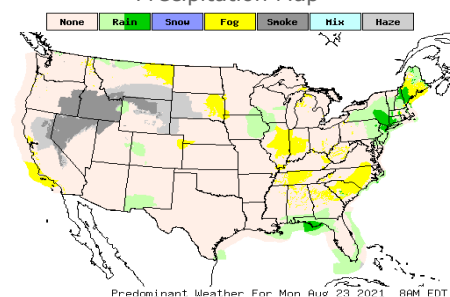 Precipitation Map
None Rain Snow Fog Smoke Mix Haze
Predominant Weather For Mon Aug 23 2021 8AM EDT